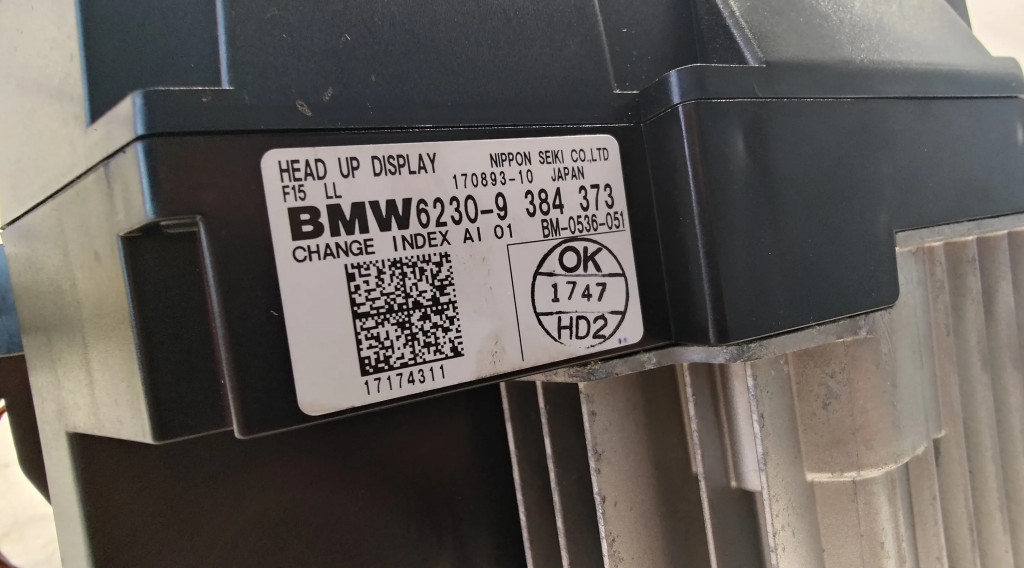 HEAD UP DISPLAY NIPPON SEIKI CO.,LTD
F15 LL 170893-10 JAPAN
BMW6230-9 384 373
CHANGE INDEX AI 01 BM-0536-051
OK
1747
HD2
17174311